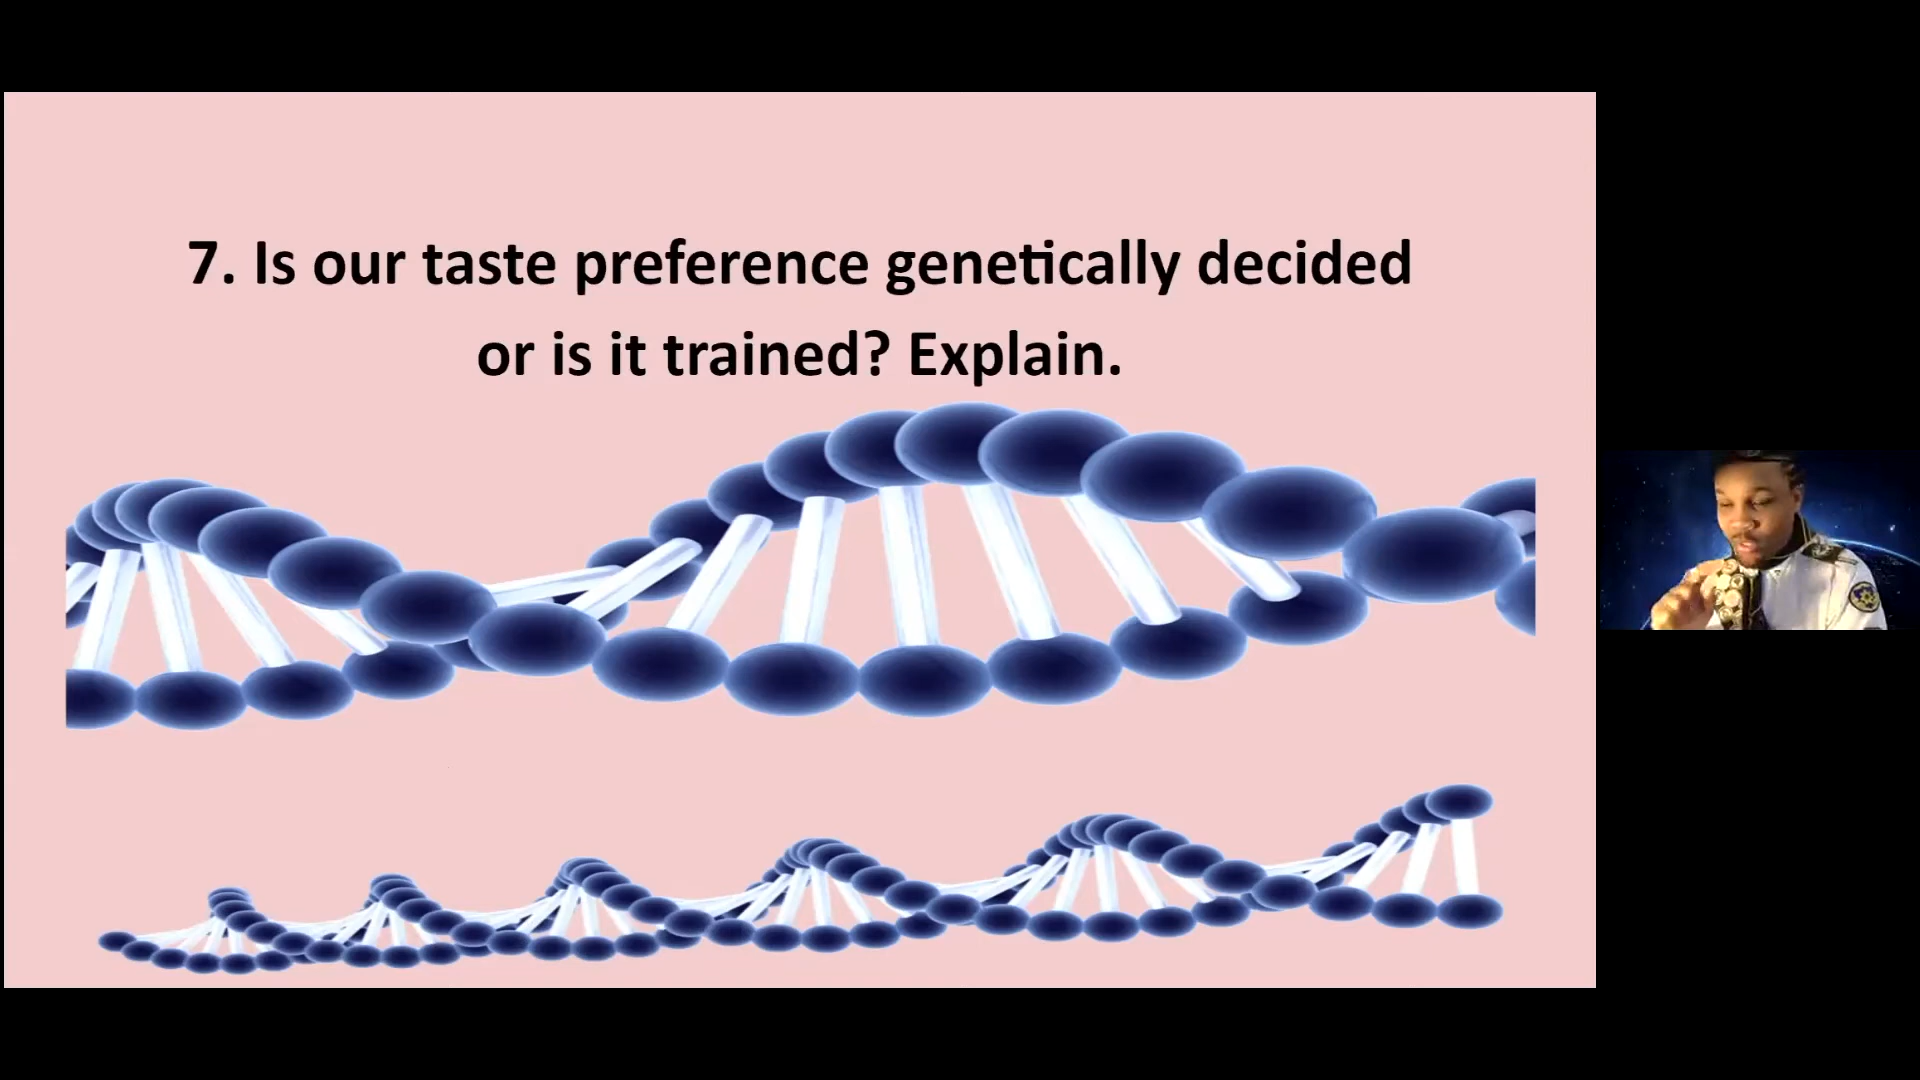 7. Is our taste preference genetically decided
or is it trained? Explain.